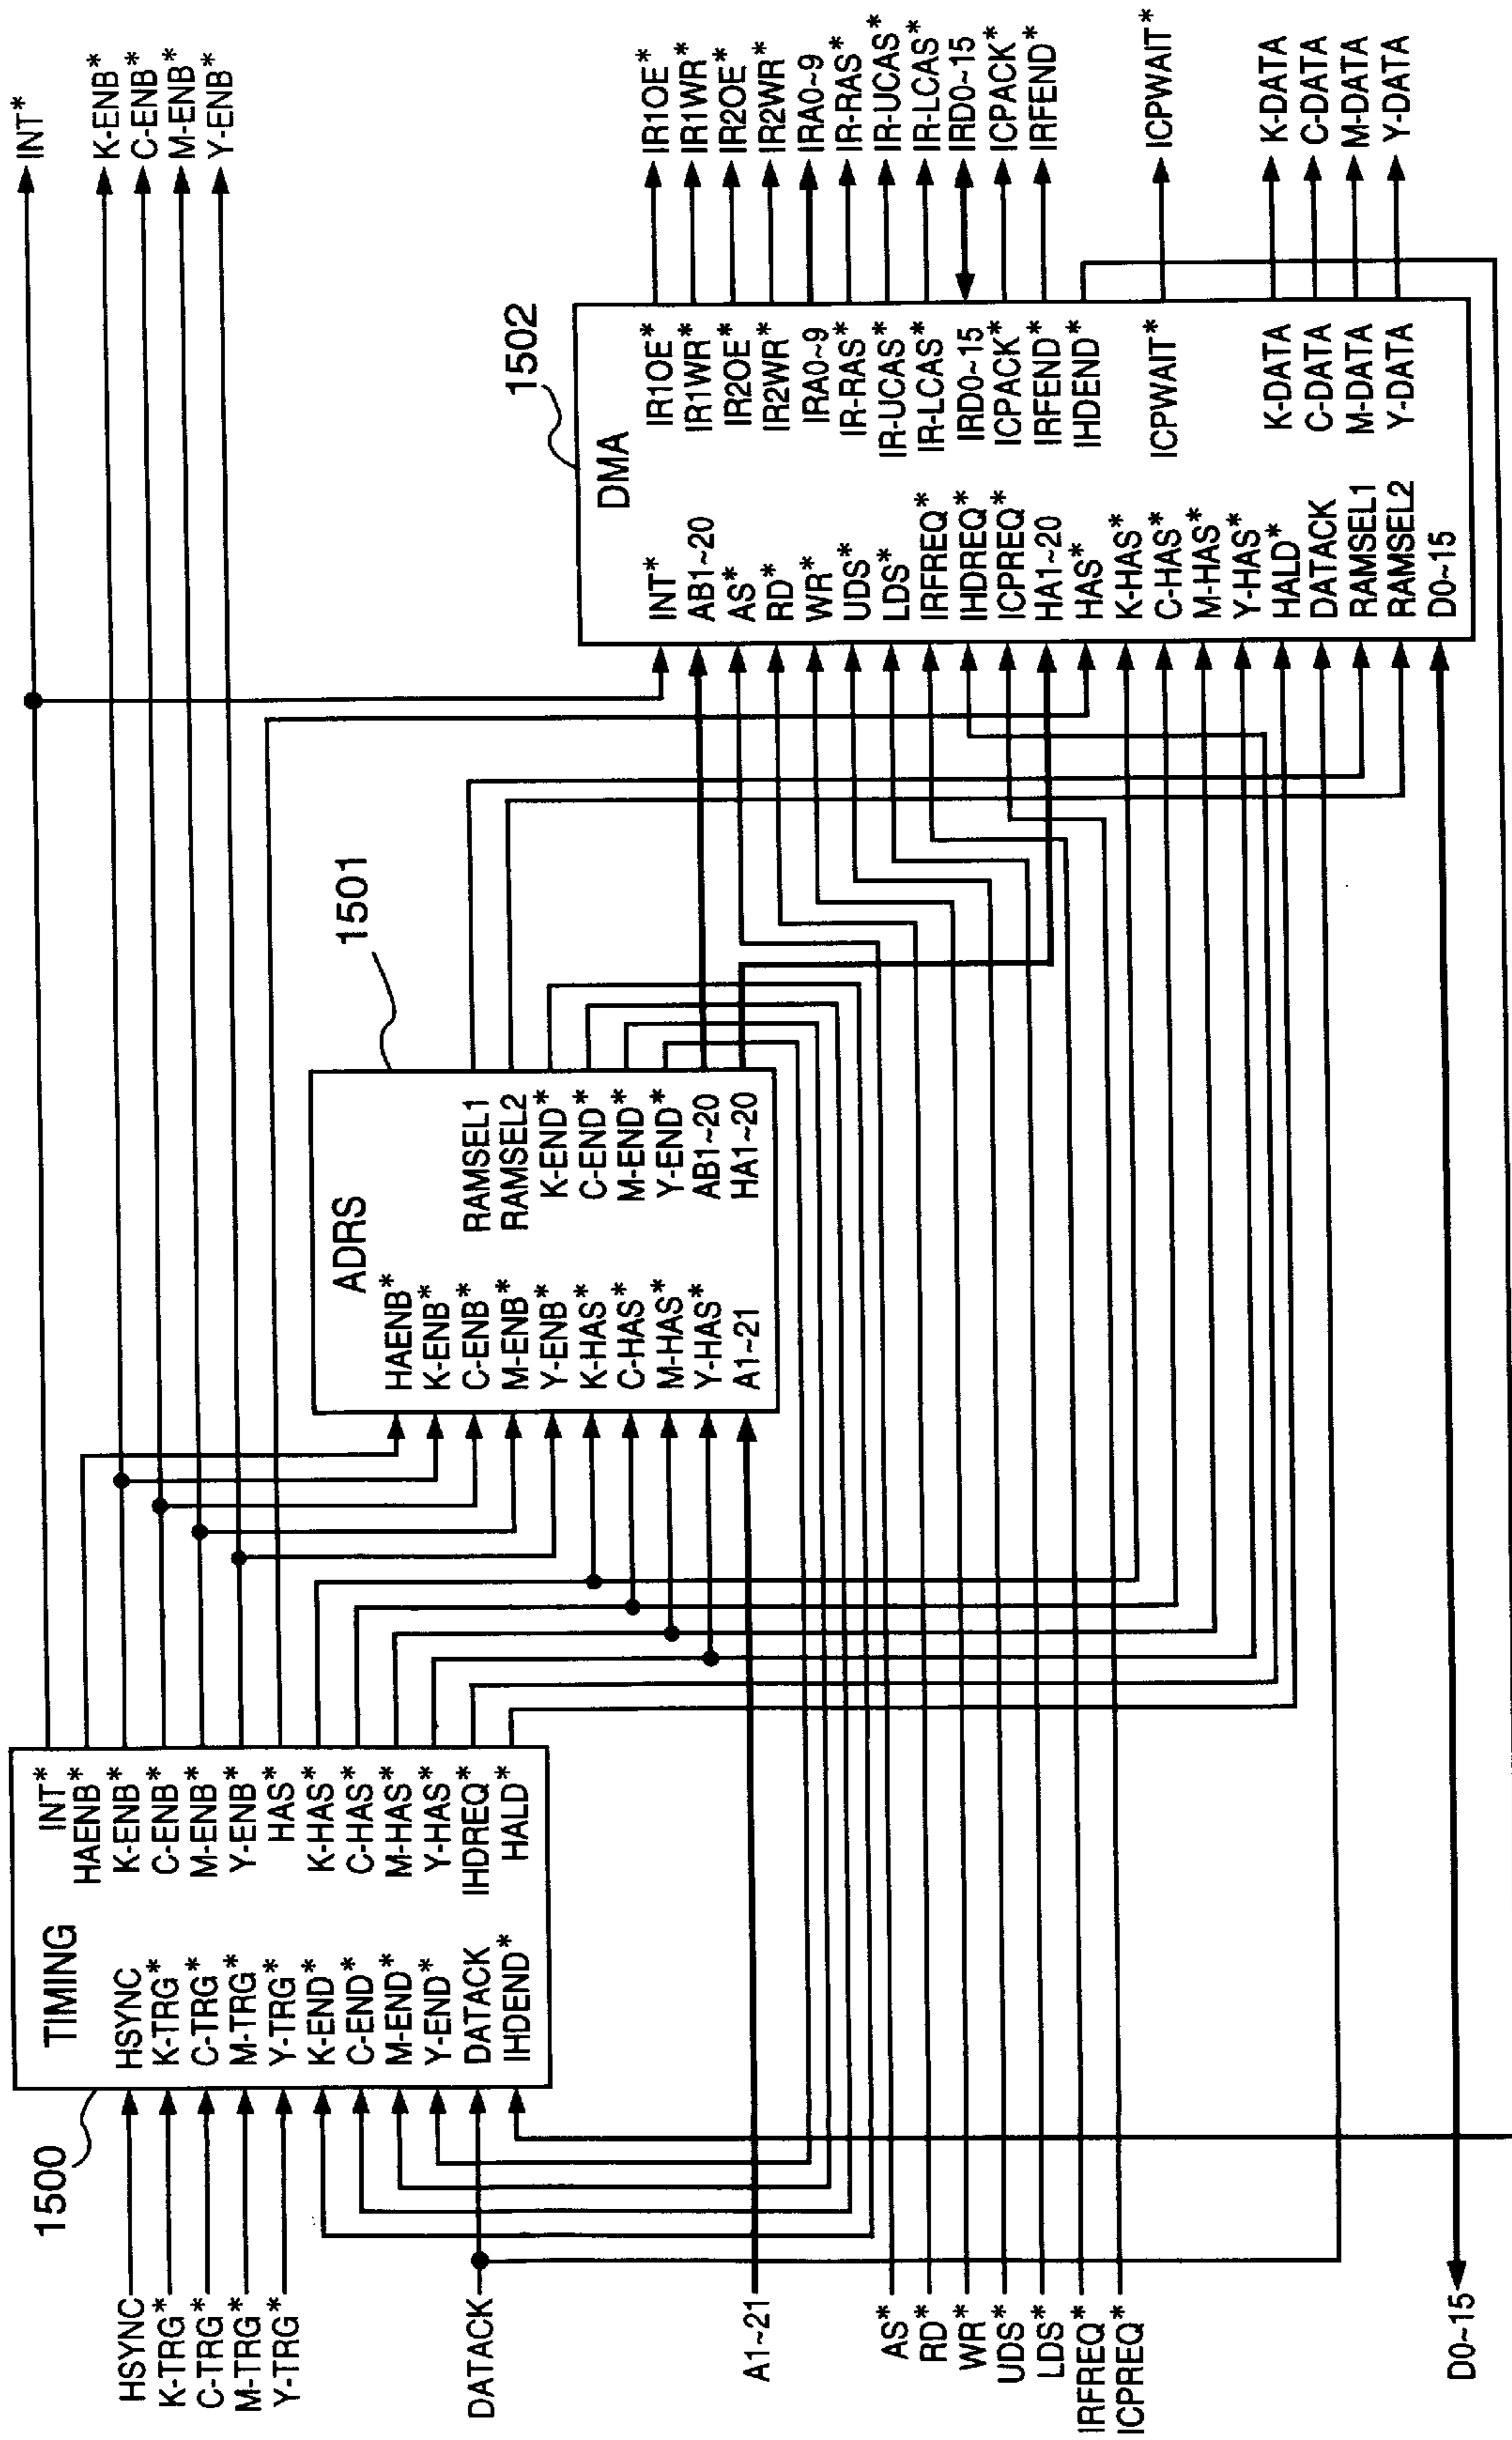 1500
TIMING
HSYNC
K-TRG*
C-TRG*
M-TRG*
Y-TRG*
K-END*
C-END*
M-END*
Y-END*
DATACK
IHDEND*
INT*
HAENB*
K-ENB*
C-ENB*
M-ENB*
Y-ENB*
HAS*
K-HAS*
C-HAS*
M-HAS*
Y-HAS*
IHDREQ*
HALD*
HSYNC
K-TRG*
C-TRG*
M-TRG*
Y-TRG*
DATACK
A1~21
AS*
RD*
WR*
UDS*
LDS*
IRFREQ*
ICPREQ*
D0~15
1501
ADRS
HAENB*
K-ENB*
C-ENB*
M-ENB*
Y-ENB*
K-HAS*
C-HAS*
M-HAS*
Y-HAS*
A1~21
RAMSEL1
RAMSEL2
K-END*
C-END*
M-END*
Y-END*
AB1~20
HA1~20
1502
DMA
INT*
AB1~20
AS*
RD*
WR*
UDS*
LDS*
IRFREQ*
IHDREQ*
ICPREQ*
HA1~20
HAS*
K-HAS*
C-HAS*
M-HAS*
Y-HAS*
HALD*
DATACK
RAMSEL1
RAMSEL2
D0~15
IR1OE*
IR1WR*
IR2OE*
IR2WR*
IRA0~9
IR-RAS*
IR-UCAS*
IR-LCAS*
IRD0~15
ICPACK*
IRFEND*
IHDEND*
ICPWAIT*
K-DATA
C-DATA
M-DATA
Y-DATA
INT*
K-ENB*
C-ENB*
M-ENB*
Y-ENB*
IR1OE*
IR1WR*
IR2OE*
IR2WR*
IRA0~9
IR-RAS*
IR-UCAS*
IR-LCAS*
IRD0~15
ICPACK*
IRFEND*
ICPWAIT*
K-DATA
C-DATA
M-DATA
Y-DATA